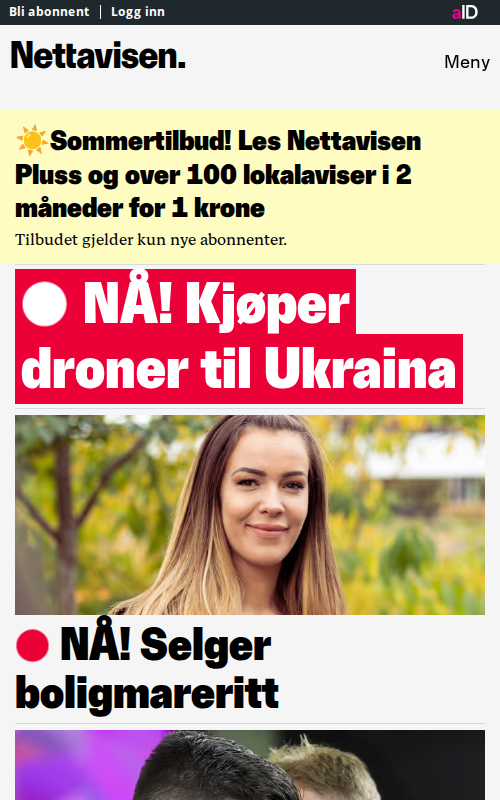 Bli abonnent | Logg inn
aID
Nettavisen.
Meny
☀️Sommertilbud! Les Nettavisen
Pluss og over 100 lokalaviser i 2
måneder for 1 krone
Tilbudet gjelder kun nye abonnenter.
NÅ! Kjøper
droner til Ukraina
NÅ! Selger
boligmareritt